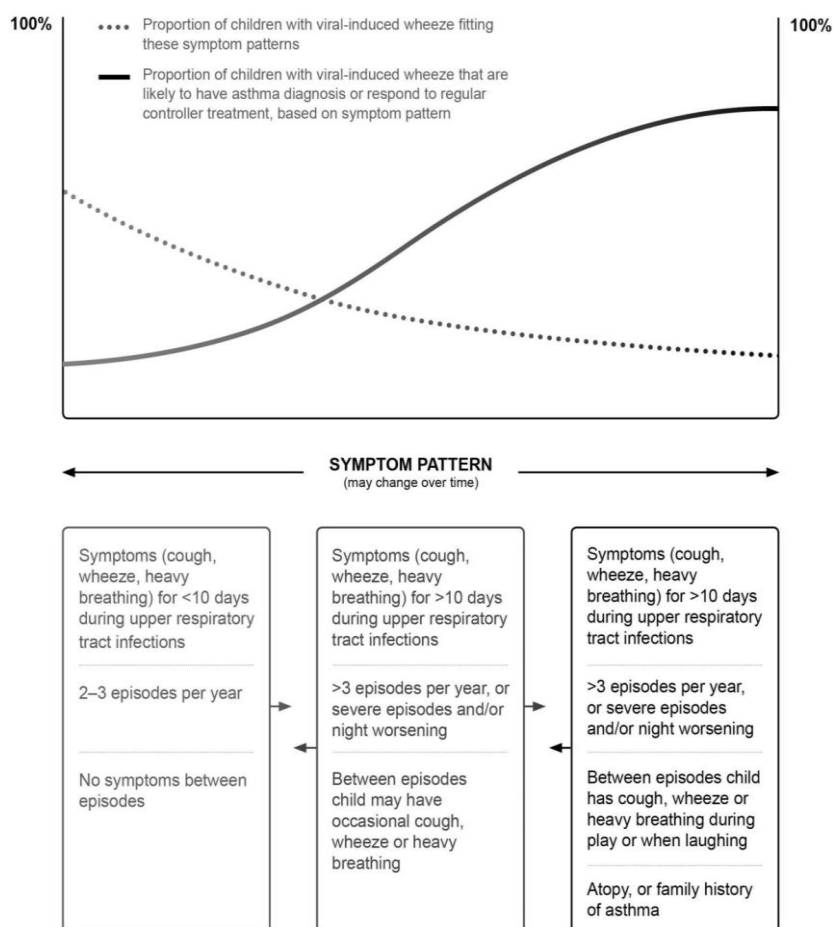 100%
100%
Proportion of children with viral-induced wheeze fitting
these symptom patterns
Proportion of children with viral-induced wheeze that are
likely to have asthma diagnosis or respond to regular
controller treatment, based on symptom pattern
SYMPTOM PATTERN
(may change over time)
Symptoms (cough,
wheeze, heavy
breathing) for <10 days
during upper respiratory
tract infections
2–3 episodes per year
No symptoms between
episodes
Symptoms (cough,
wheeze, heavy
breathing) for >10 days
during upper respiratory
tract infections
>3 episodes per year, or
severe episodes and/or
night worsening
Between episodes
child may have
occasional cough,
wheeze or heavy
breathing
Symptoms (cough,
wheeze, heavy
breathing) for >10 days
during upper respiratory
tract infections
>3 episodes per year,
or severe episodes
and/or night worsening
Between episodes child
has cough, wheeze or
heavy breathing during
play or when laughing
Atopy, or family history
of asthma